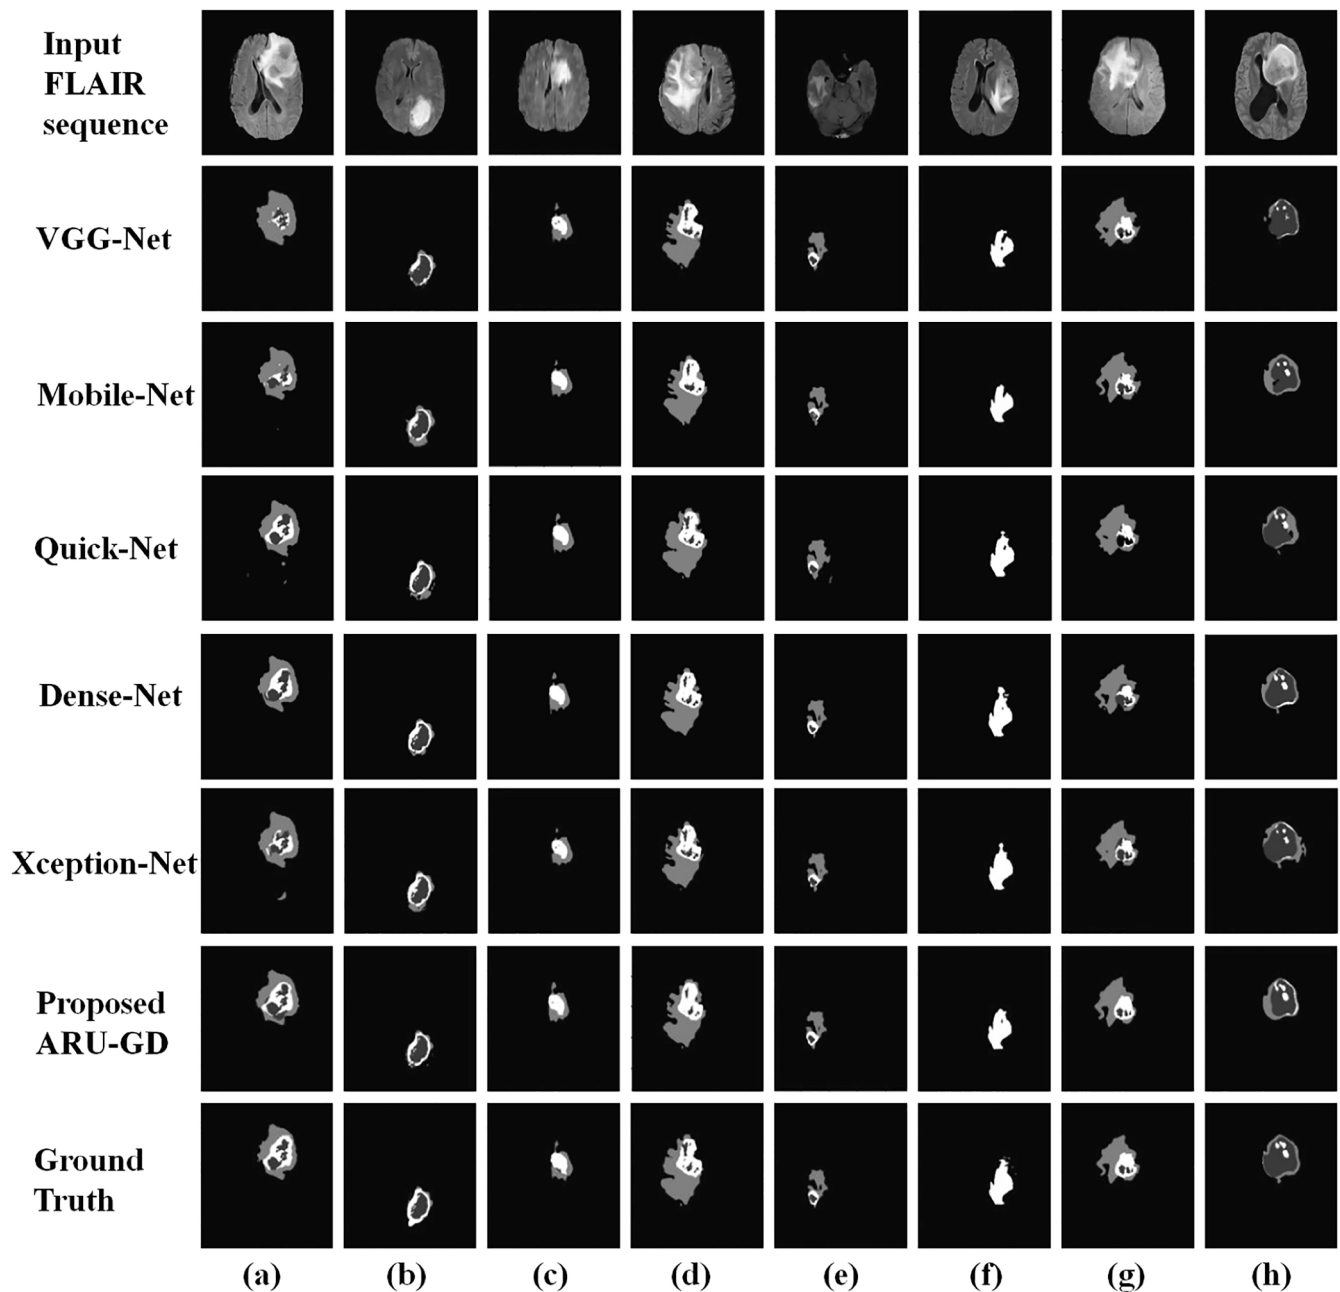 Input
FLAIR
sequence
VGG-Net
Mobile-Net
Quick-Net
Dense-Net
Xception-Net
Proposed
ARU-GD
Ground
Truth
(a) (b) (c) (d) (e) (f) (g) (h)